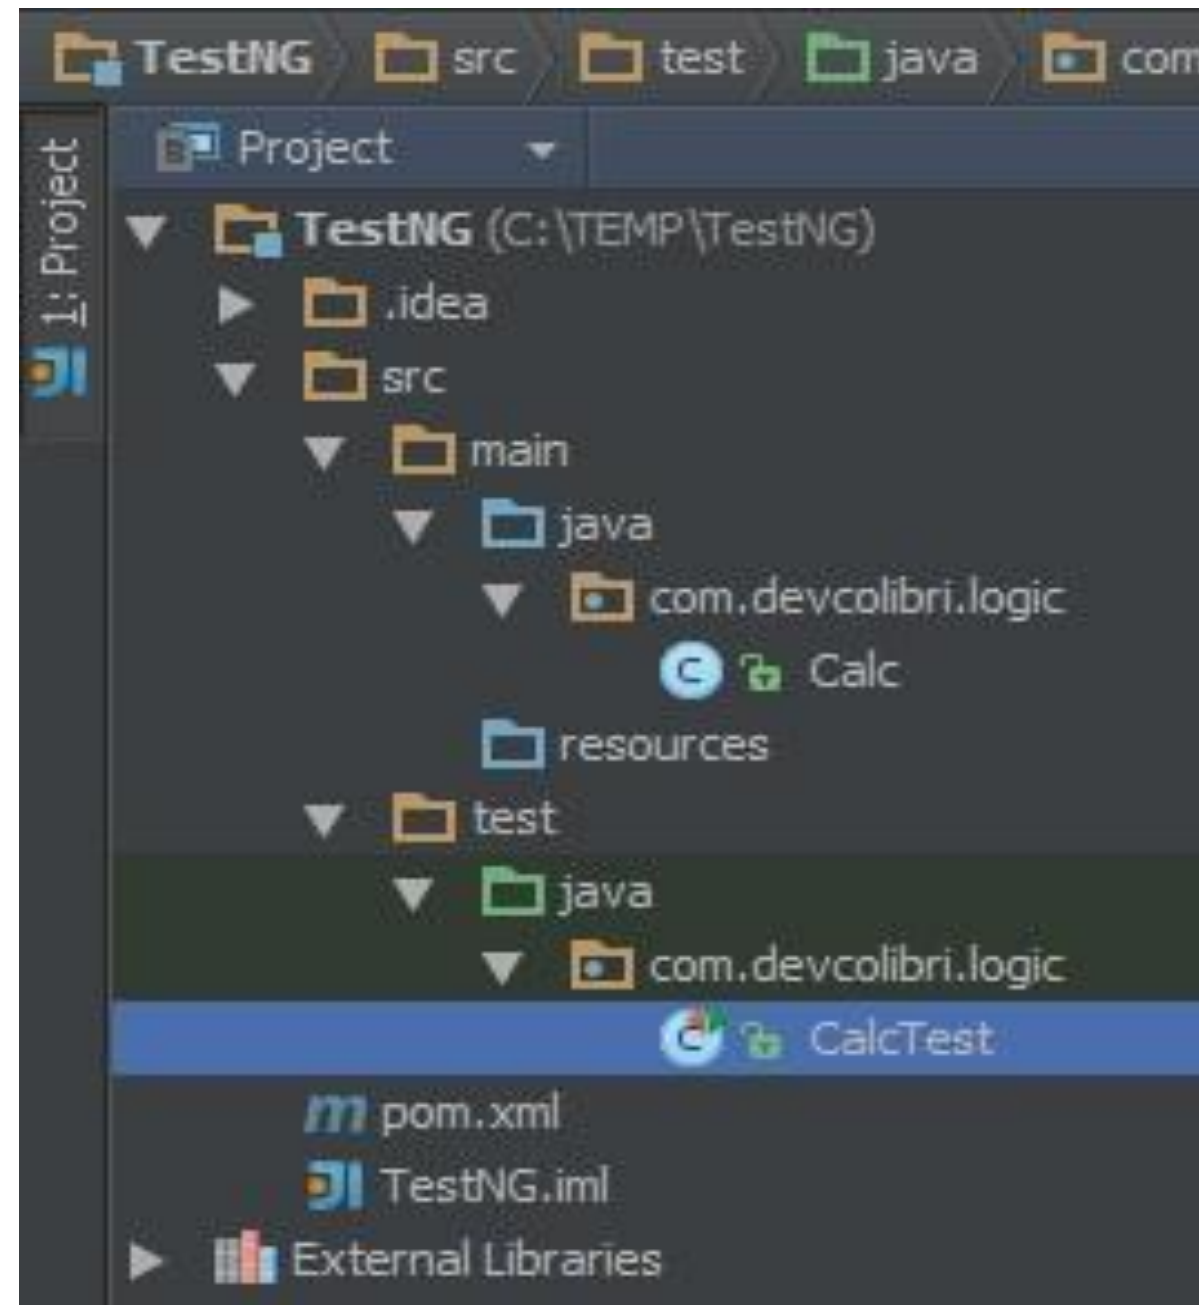 TestNG src test java com
1: Project
Project
TestNG (C:\TEMP\TestNG)
.idea
src
main
java
com.devcolibri.logic
Calc
resources
test
java
com.devcolibri.logic
CalcTest
pom.xml
TestNG.iml
External Libraries